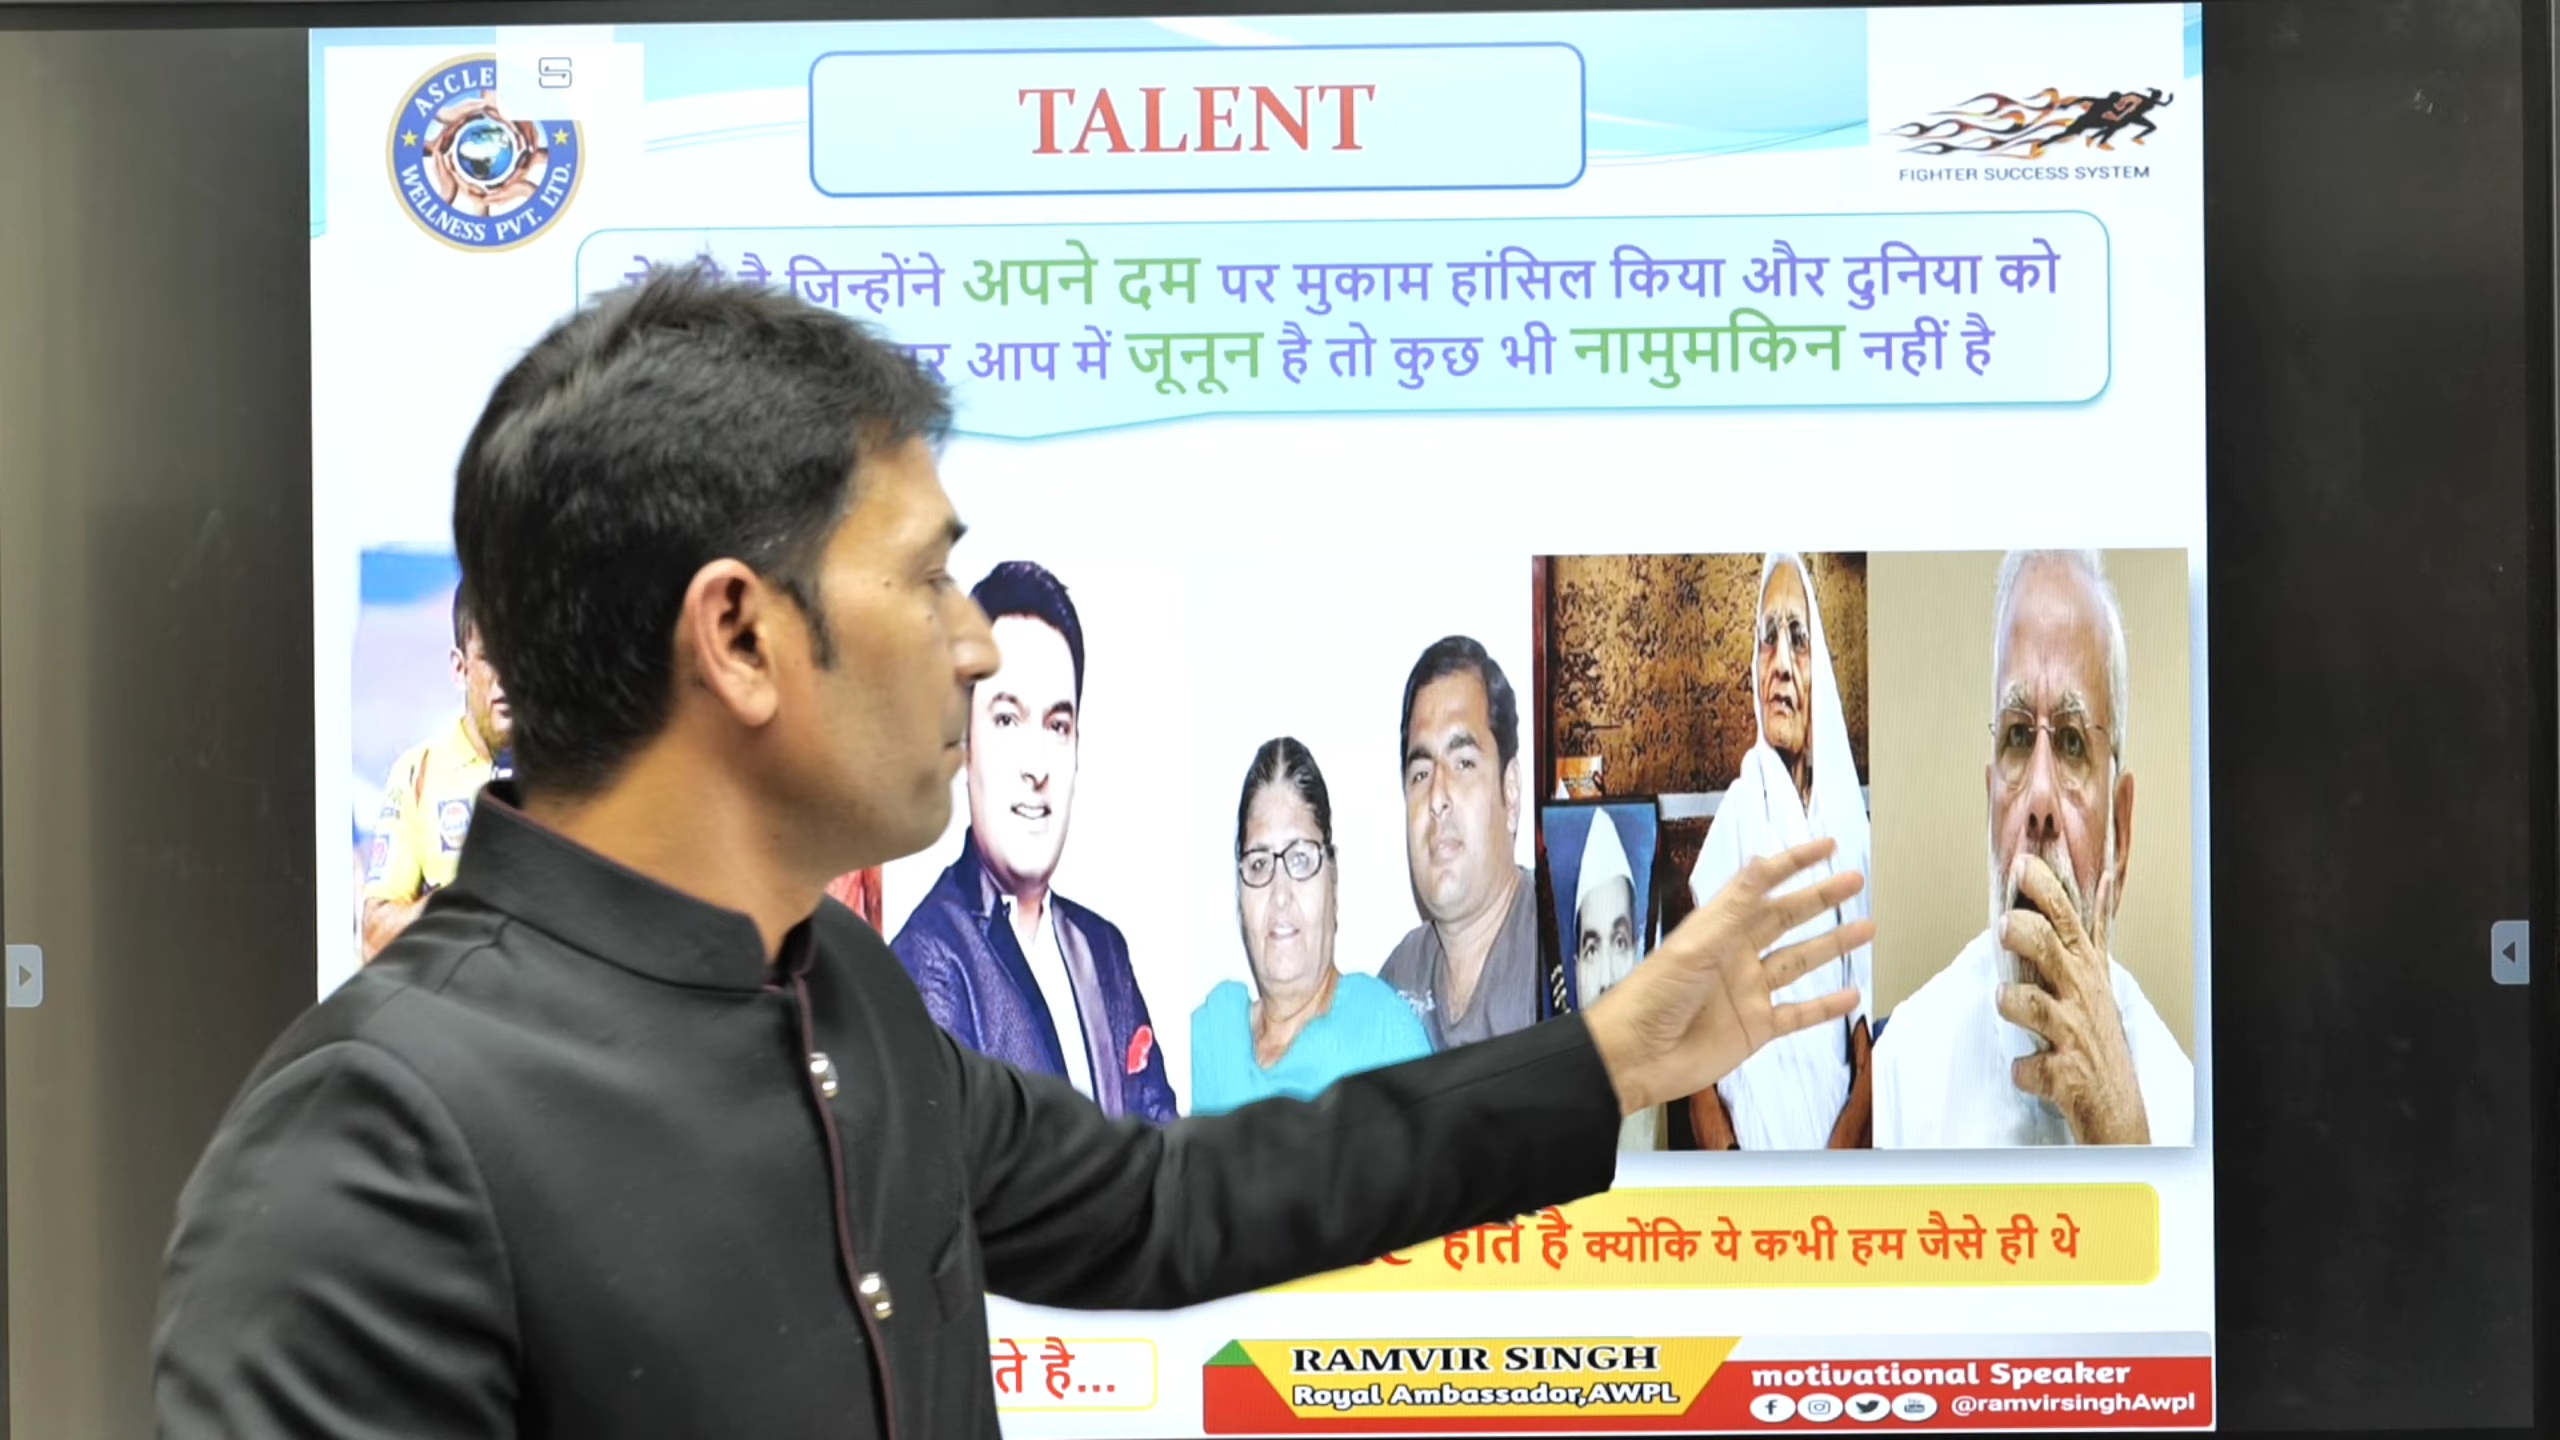 WELLNESS PVT. LTD.
TALENT
FIGHTER SUCCESS SYSTEM
है जिन्होंने अपने दम पर मुकाम हांसिल किया और दुनिया को
आप में जूनून है तो कुछ भी नामुमकिन नहीं है
होते है क्योंकि ये कभी हम जैसे ही थे
ते है...
RAMVIR SINGH
Royal Ambassador,AWPL
motivational Speaker
@ramvirsinghAwpl